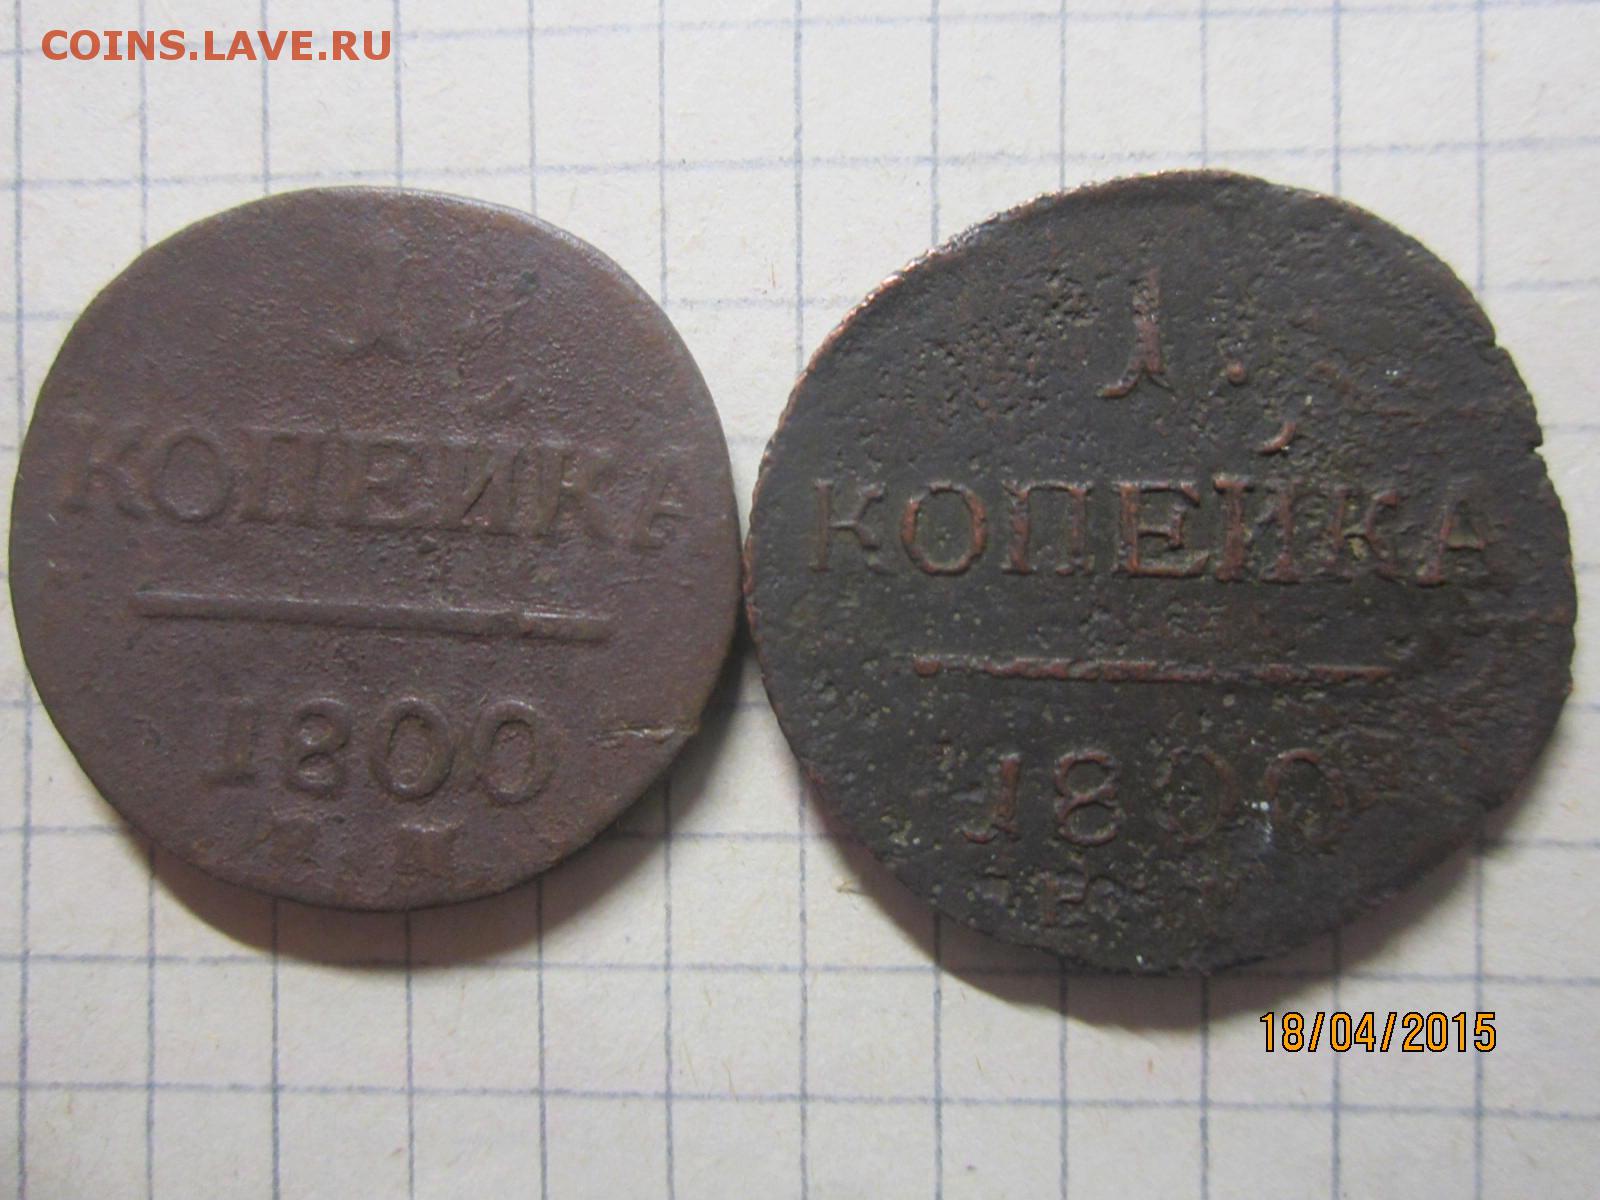 COINS.LAVE.RU
1
КОПЕЙКА
1800
Е М
1.
КОПЕЙКА
1800
Е М
18/04/2015